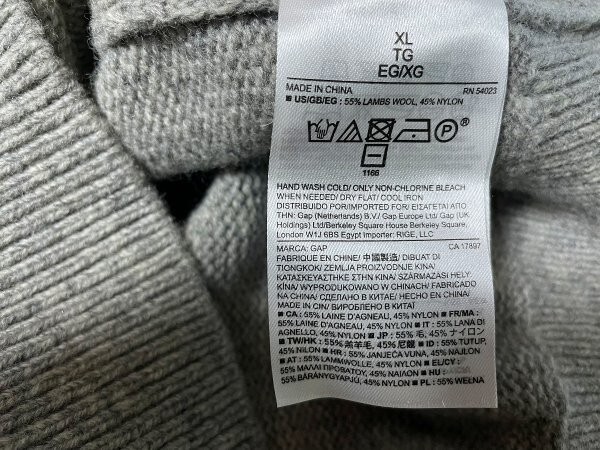 XL
TG
EG/XG
MADE IN CHINA RN 54023
■ US/GB/EG : 55% LAMBS WOOL, 45% NYLON
P®
1166
HAND WASH COLD/ ONLY NON-CHLORINE BLEACH
WHEN NEEDED/ DRY FLAT/ COOL IRON
DISTRIBUIDO POR/IMPORTED FOR/ ΕΙΣΑΓΕΤΑΙ ΑΠΟ
ΤΗΝ: Gap (Netherlands) B.V./ Gap Europe Ltd/ Gap (UK
Holdings) Ltd/Berkeley Square House Berkeley Square,
London W1J 6BS Egypt Importer: RIGE, LLC
MARCA: GAP CA 17897
FABRIQUE EN CHINE/ 中國製造/ DIBUAT DI
TIONGKOK/ ZEMLJA PROIZVODNJE KINA/
ΚΑΤΑΣΚΕΥΑΣΤΗΚΕ ΣΤΗΝ ΚΙΝΑ/ SZÁRMAZÁSI HELY:
KÍNA/ WYPRODUKOWANO W CHINACH/ FABRICADO
NA CHINA/ СДЕЛАНО В КИТАЕ/ HECHO EN CHINA/
MADE IN CIN/ ВИРОБЛЕНО В КИТАЇ
■ CA : 55% LAINE D'AGNEAU, 45% NYLON ■ FR/MA :
55% LAINE D'AGNEAU, 45% NYLON ■ IT : 55% LANA DI
AGNELLO, 45% NYLON ■ JP : 55% 毛, 45% ナイロン
■ TW/HK : 55% 羔羊毛, 45% 尼龍 ■ ID : 55% TUTUP,
45% NILON ■ HR : 55% JANJEĆA VUNA, 45% NAJLON
■ AT : 55% LAMMWOLLE, 45% NYLON ■ EL/CY :
55% ΜΑΛΛΙ ΠΡΟΒΑΤΟΥ, 45% ΝΑΙΛΟΝ ■ HU :
55% BÁRÁNYGYAPJÚ, 45% NYLON ■ PL : 55% WEŁNA